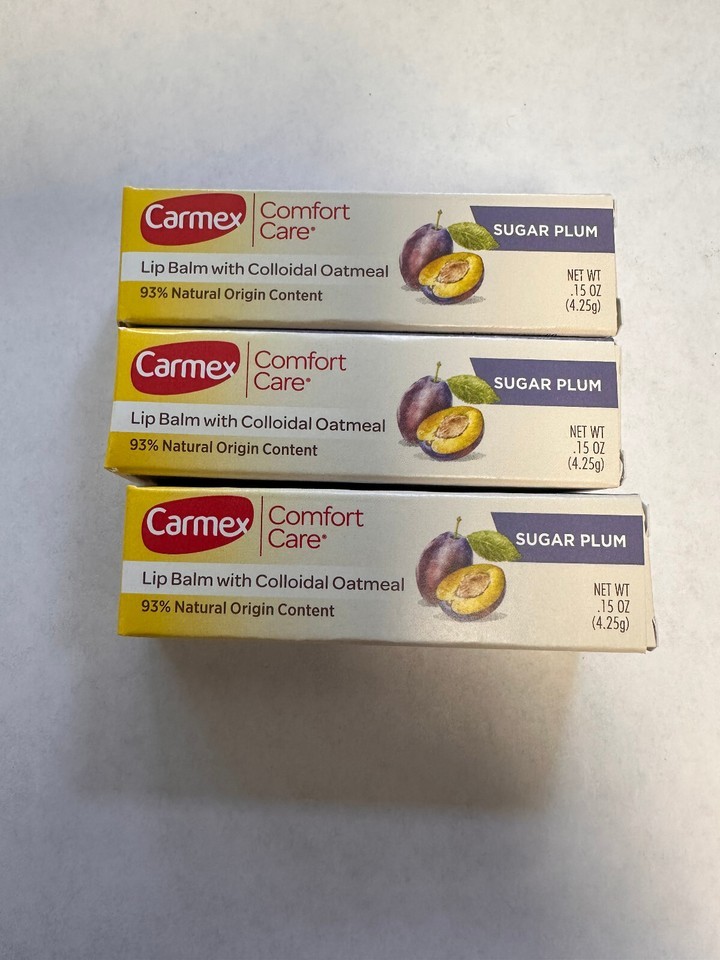 Carmex
Comfort
Care®
SUGAR PLUM
Lip Balm with Colloidal Oatmeal
93% Natural Origin Content
NET WT
.15 OZ
(4.25g)
Carmex
Comfort
Care®
SUGAR PLUM
Lip Balm with Colloidal Oatmeal
93% Natural Origin Content
NET WT
.15 OZ
(4.25g)
Carmex
Comfort
Care®
SUGAR PLUM
Lip Balm with Colloidal Oatmeal
93% Natural Origin Content
NET WT
.15 OZ
(4.25g)